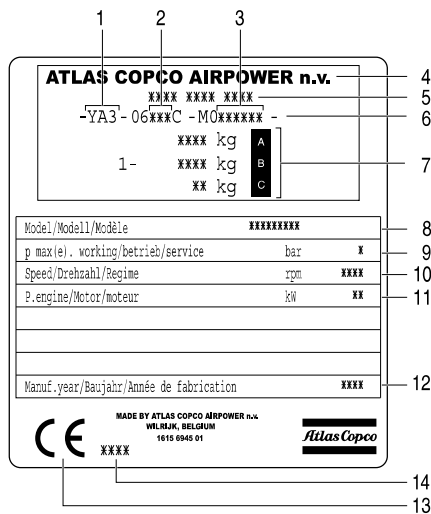 1 2 3
ATLAS COPCO AIRPOWER n.v. 4
**** **** **** 5
-YA3-06***C -M0****** - 6
**** kg A
1- **** kg B 7
** kg C
Model/Modell/Modèle ********* 8
p max(e). working/betrieb/service bar * 9
Speed/Drehzahl/Regime rpm **** 10
P.engine/Motor/moteur kW ** 11
Manuf.year/Baujahr/Année de fabrication **** 12
MADE BY ATLAS COPCO AIRPOWER n.v.
WILRIJK, BELGIUM
1615 6945 01
CE **** Atlas Copco
14
13